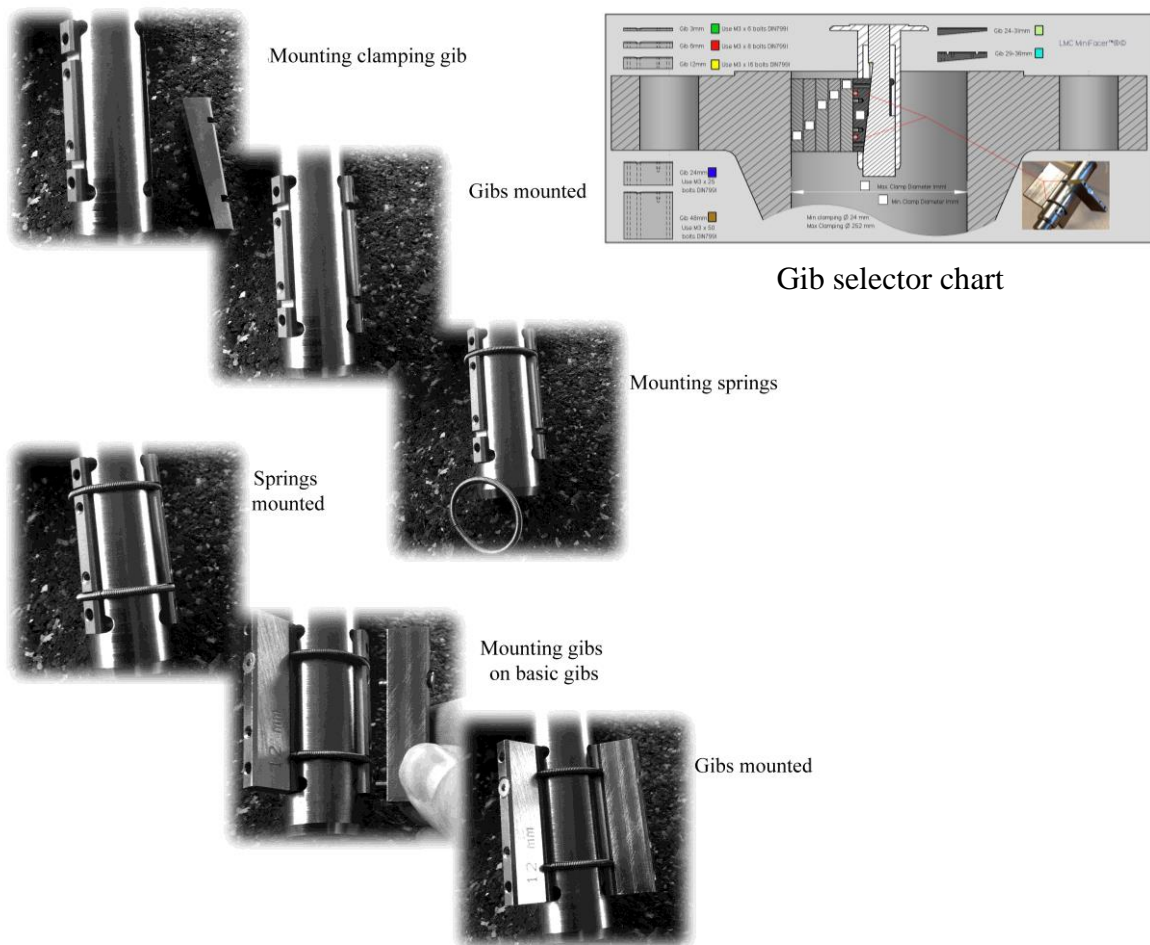 Mounting clamping gib
Gibs mounted
Mounting springs
Springs
mounted
Mounting gibs
on basic gibs
Gibs mounted
12 mm
12 mm
Gib 3mm Use M3 x 6 bolts DIN7991
Gib 6mm Use M3 x 8 bolts DIN7991
Gib 12mm Use M3 x 16 bolts DIN7991
Gib 24-31mm
Gib 29-36mm
LMC MiniFacer™®©
Gib 24mm
Use M3 x 25
bolts DIN7991
Gib 48mm
Use M3 x 50
bolts DIN7991
Max. Clamp Diameter (mm)
Min. Clamp Diameter (mm)
Min clamping Ø 24 mm
Max Clamping Ø 252 mm
Gib selector chart